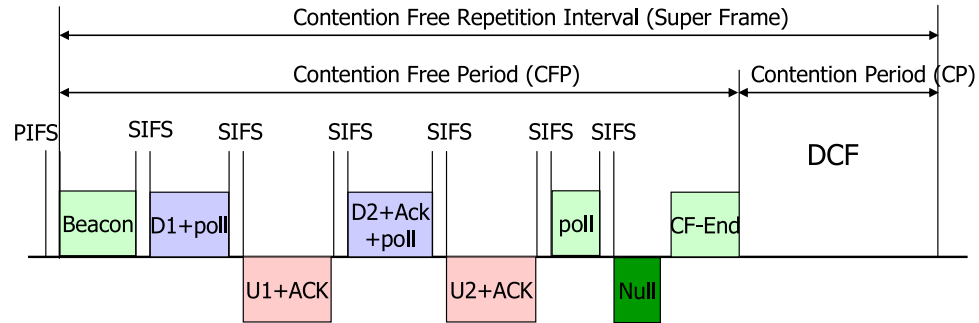 Contention Free Repetition Interval (Super Frame)
Contention Free Period (CFP)
Contention Period (CP)
PIFS
SIFS
SIFS
SIFS
SIFS
SIFS
SIFS
DCF
Beacon
D1+poll
D2+Ack
+poll
poll
CF-End
U1+ACK
U2+ACK
Null